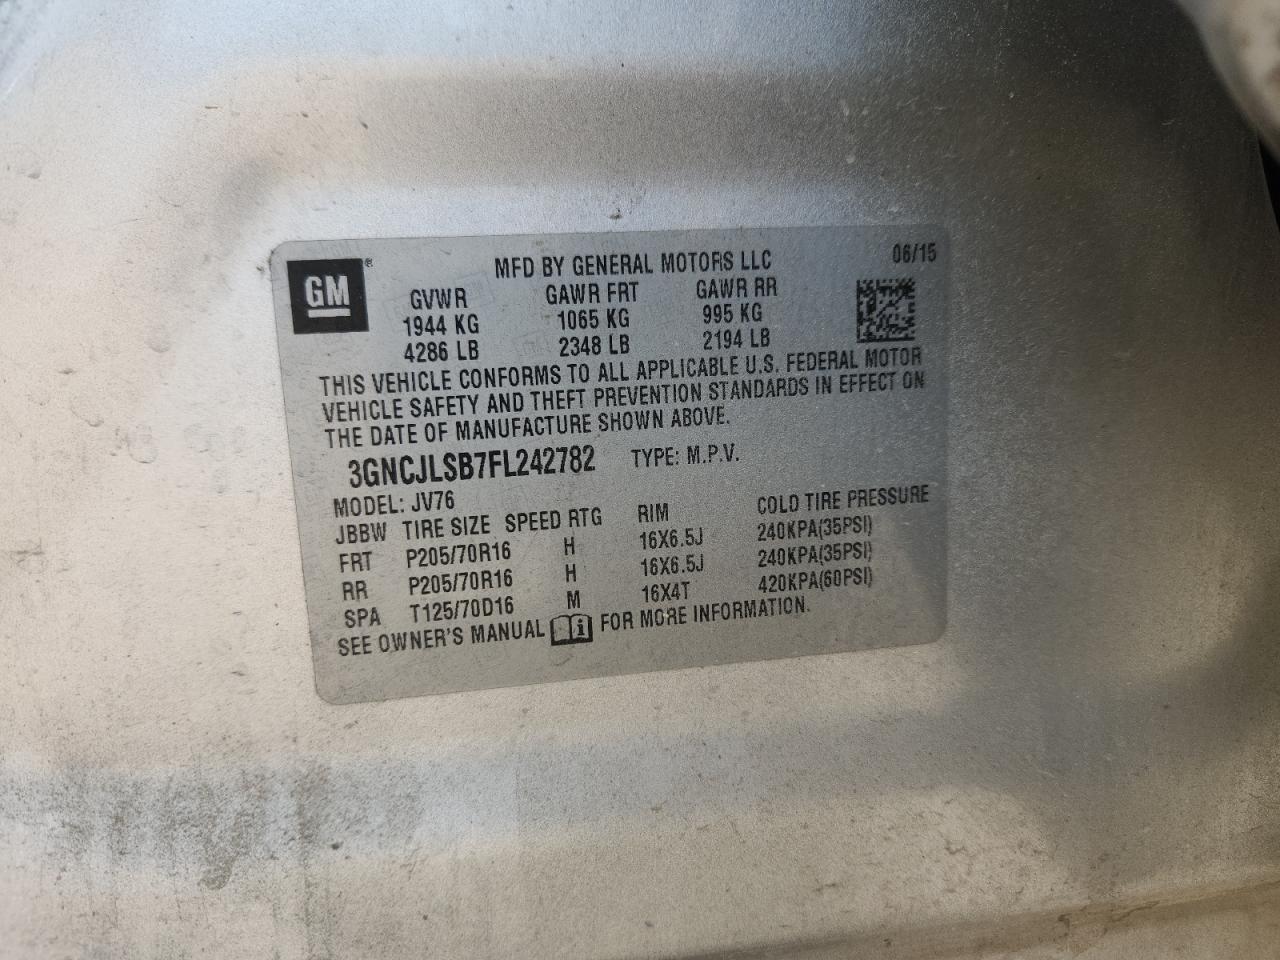 GM®
MFD BY GENERAL MOTORS LLC 06/15
GVWR GAWR FRT GAWR RR
1944 KG 1065 KG 995 KG
4286 LB 2348 LB 2194 LB
THIS VEHICLE CONFORMS TO ALL APPLICABLE U.S. FEDERAL MOTOR
VEHICLE SAFETY AND THEFT PREVENTION STANDARDS IN EFFECT ON
THE DATE OF MANUFACTURE SHOWN ABOVE.
3GNCJLSB7FL242782 TYPE: M.P.V.
MODEL: JV76
JBBW TIRE SIZE SPEED RTG RIM COLD TIRE PRESSURE
FRT P205/70R16 H 16X6.5J 240KPA(35PSI)
RR P205/70R16 H 16X6.5J 240KPA(35PSI)
SPA T125/70D16 M 16X4T 420KPA(60PSI)
SEE OWNER'S MANUAL i FOR MORE INFORMATION.